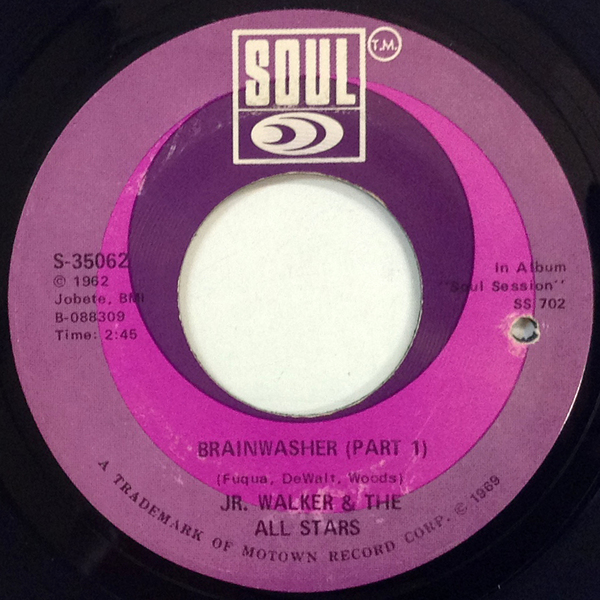 SOUL
T.M.
S-35062
© 1962
Jobete, BMI
B-088309
Time: 2:45
In Album
"Soul Session"
SS 702
BRAINWASHER (PART 1)
(Fuqua, DeWalt, Woods)
JR. WALKER & THE
ALL STARS
A TRADEMARK OF MOTOWN RECORD CORP. © 1969